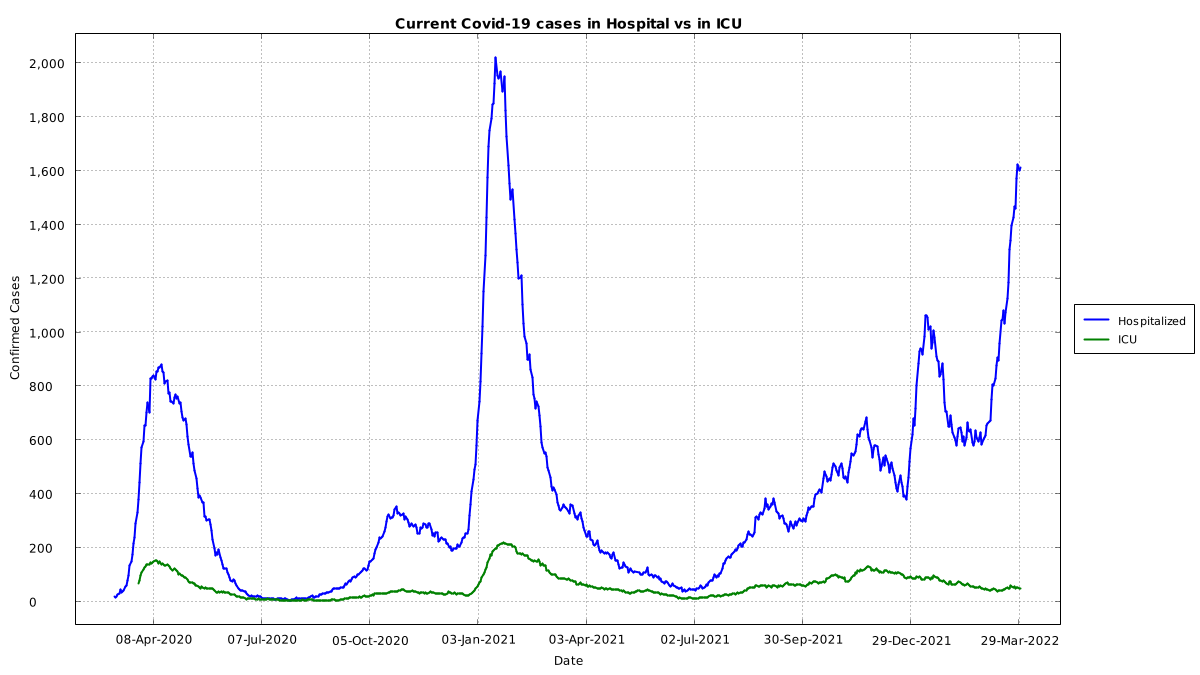 Current Covid-19 cases in Hospital vs in ICU
Confirmed Cases
2,000
1,800
1,600
1,400
1,200
1,000
800
600
400
200
0
08-Apr-2020
07-Jul-2020
05-Oct-2020
03-Jan-2021
03-Apr-2021
02-Jul-2021
30-Sep-2021
29-Dec-2021
29-Mar-2022
Date
Hospitalized
ICU